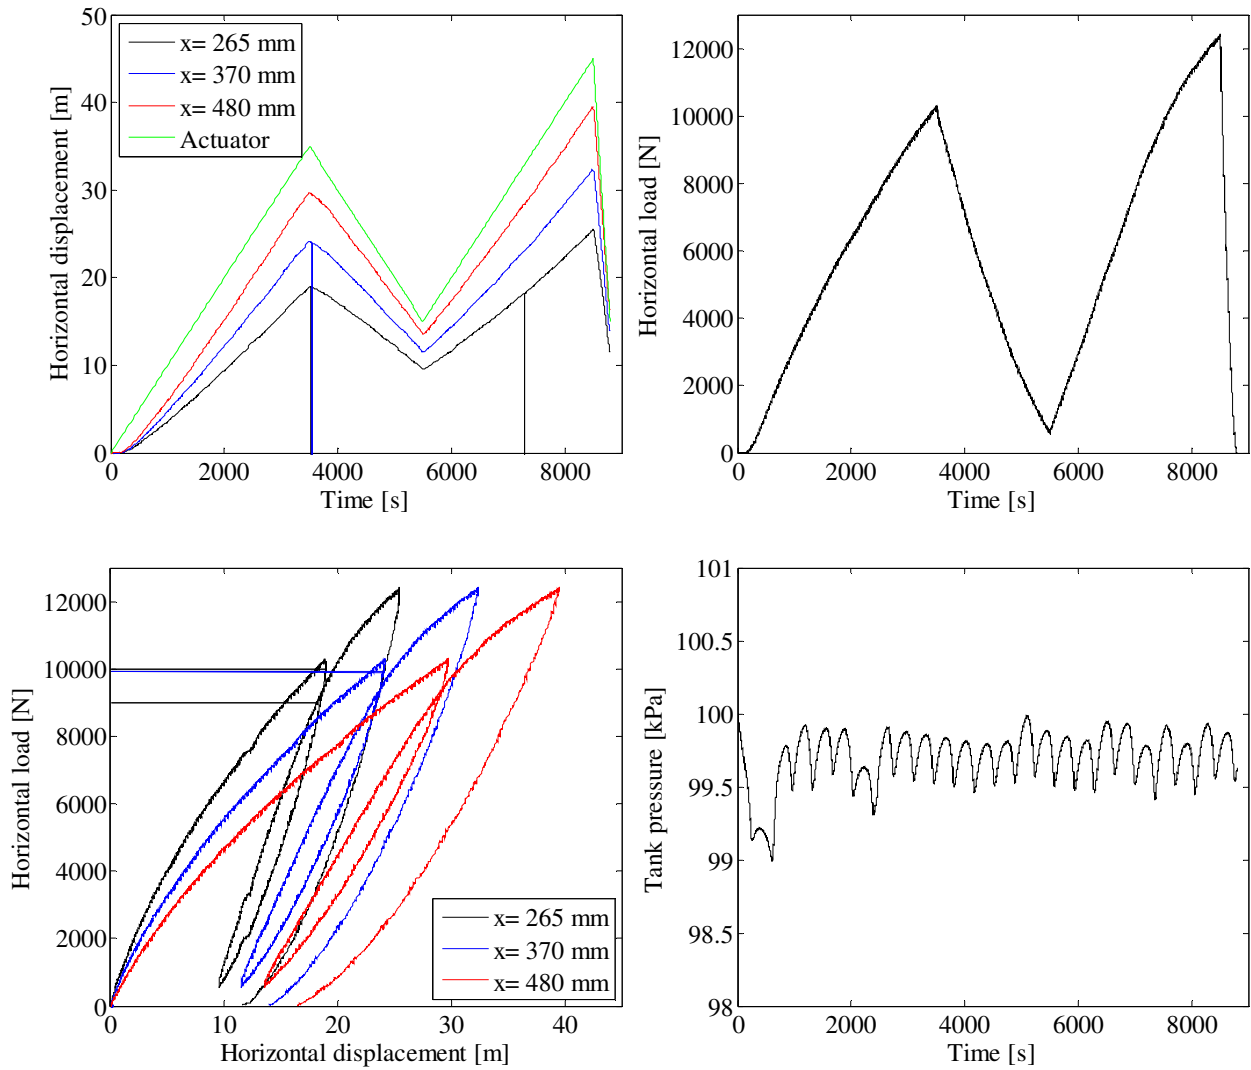 50
40
30
20
10
0
Horizontal displacement [m]
x= 265 mm
x= 370 mm
x= 480 mm
Actuator
0 2000 4000 6000 8000
Time [s]
12000
10000
8000
6000
4000
2000
0
Horizontal load [N]
0 2000 4000 6000 8000
Time [s]
12000
10000
8000
6000
4000
2000
0
Horizontal load [N]
x= 265 mm
x= 370 mm
x= 480 mm
0 10 20 30 40
Horizontal displacement [m]
101
100.5
100
99.5
99
98.5
98
Tank pressure [kPa]
0 2000 4000 6000 8000
Time [s]